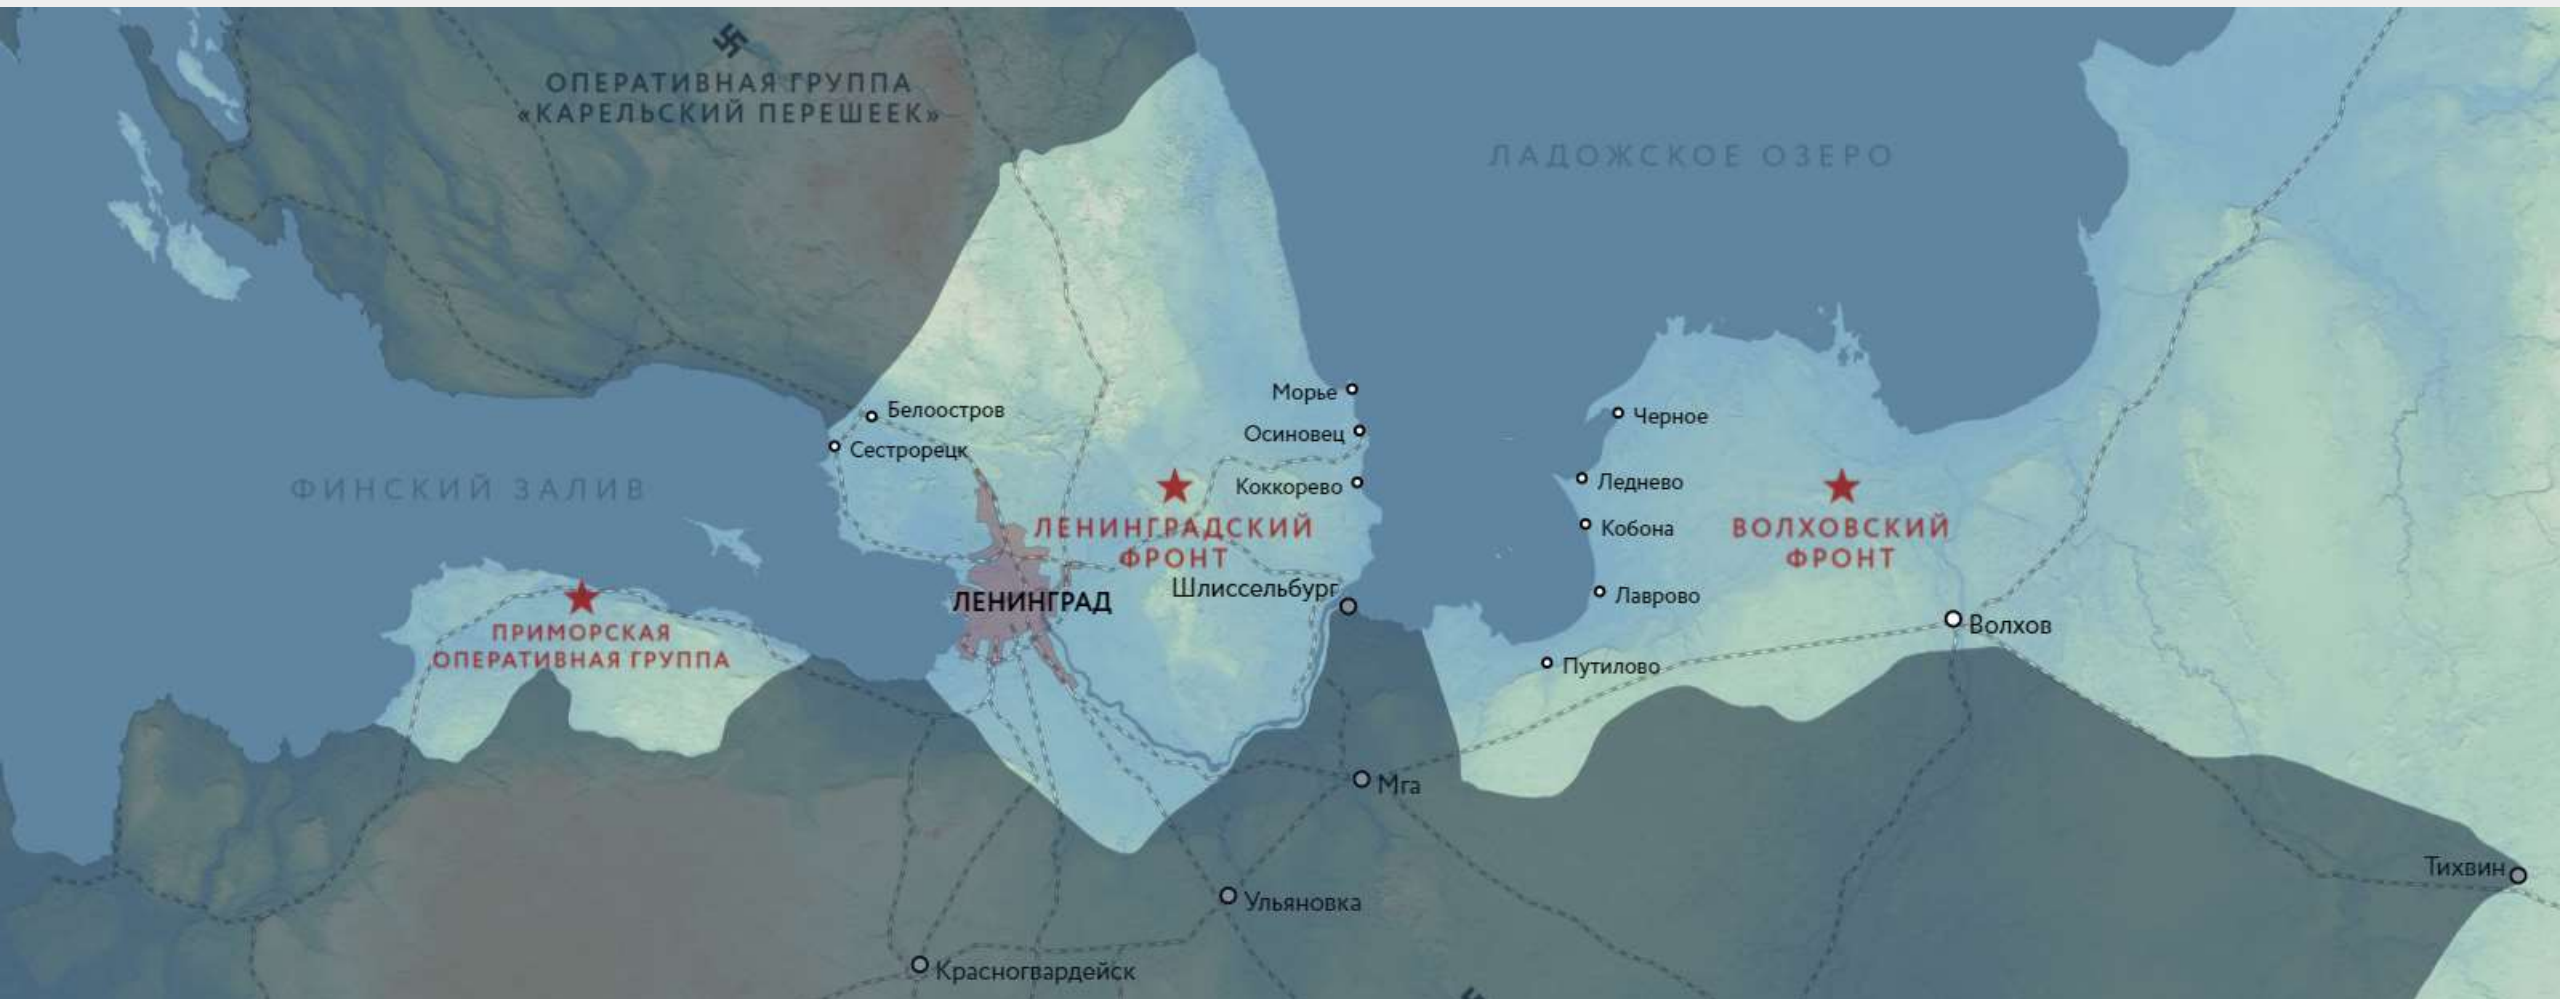 ОПЕРАТИВНАЯ ГРУППА
«КАРЕЛЬСКИЙ ПЕРЕШЕЕК»
ЛАДОЖСКОЕ ОЗЕРО
Морье
Белоостров
Черное
Осиновец
Сестрорецк
Леднево
Коккорево
ФИНСКИЙ ЗАЛИВ
ЛЕНИНГРАДСКИЙ
ФРОНТ
Кобона
ВОЛХОВСКИЙ
ФРОНТ
Шлиссельбург
Лаврово
ЛЕНИНГРАД
Волхов
ПРИМОРСКАЯ
ОПЕРАТИВНАЯ ГРУППА
Путилово
Мга
Тихвин
Ульяновка
Красногвардейск